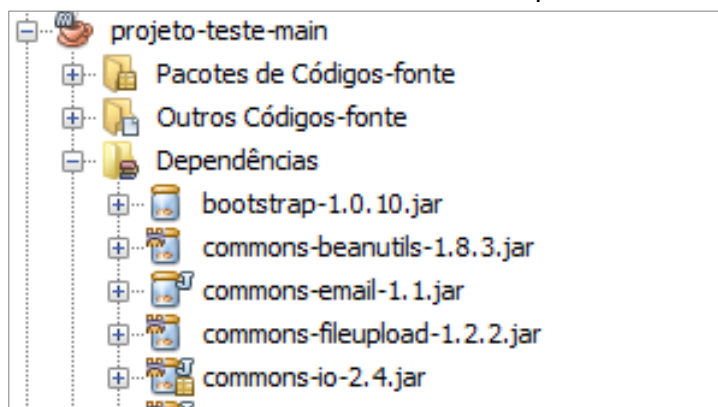 projeto-teste-main
Pacotes de Códigos-fonte
Outros Códigos-fonte
Dependências
bootstrap-1.0.10.jar
commons-beanutils-1.8.3.jar
commons-email-1.1.jar
commons-fileupload-1.2.2.jar
commons-io-2.4.jar